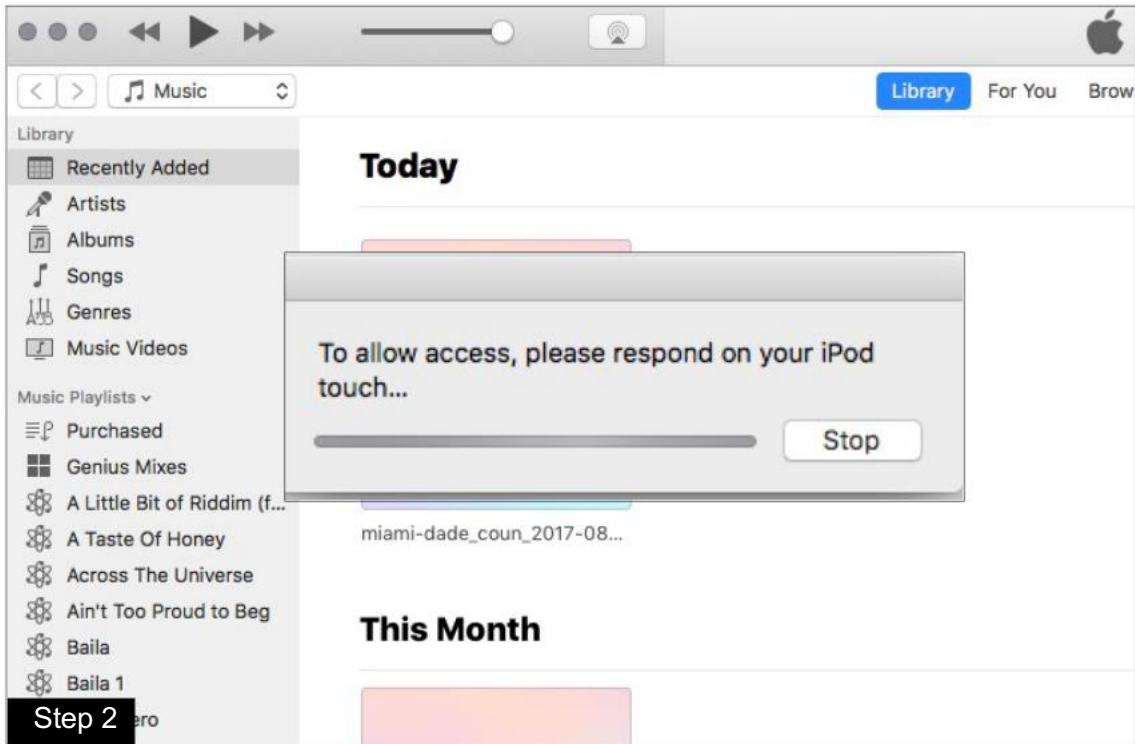 Music
Library For You Brow
Library
Recently Added
Today
Artists
Albums
Songs
Genres
Music Videos
To allow access, please respond on your iPod
touch...
Stop
Music Playlists
Purchased
Genius Mixes
A Little Bit of Riddim (f...
A Taste Of Honey
miami-dade_coun_2017-08...
Across The Universe
Ain't Too Proud to Beg
This Month
Baila
Baila 1
Step 2 ero